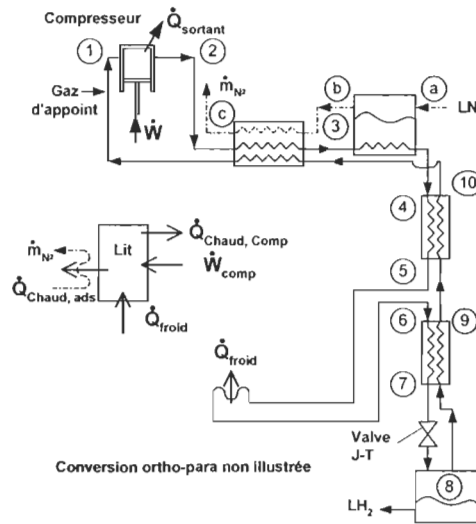 Compresseur
Q̇sortant
1
2
Gaz
d'appoint
Ẇ
ṁN²
c
b
a
3
LN
10
4
5
ṁN²
Lit
Q̇Chaud, Comp
Ẇcomp
Q̇Chaud, ads
Q̇froid
6
9
Q̇froid
7
Valve
J-T
Conversion ortho-para non illustrée
8
LH₂